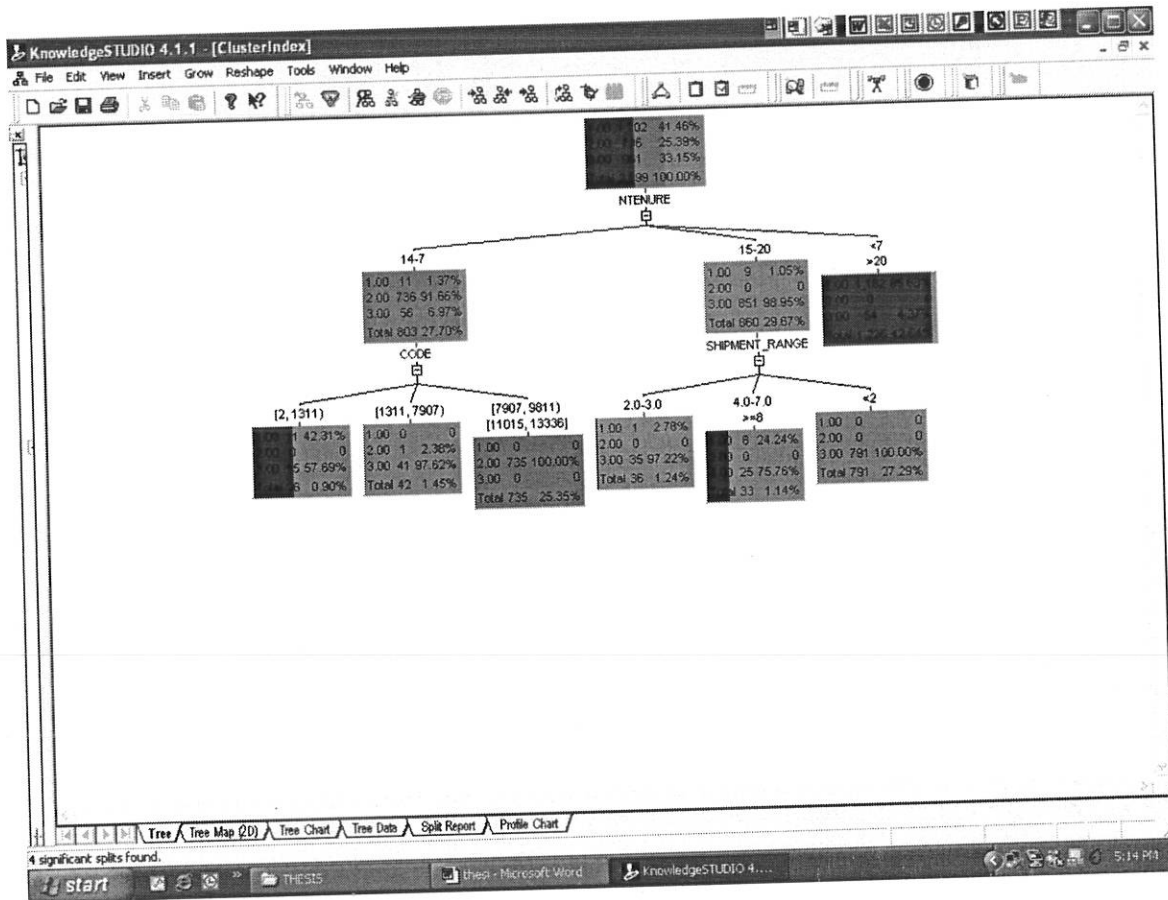 KnowledgeSTUDIO 4.1.1 - [ClusterIndex]
File Edit View Insert Grow Reshape Tools Window Help
02 41.46%
25.39%
33.15%
99 100.00%
NTENURE
14-7
15-20
<7
>20
1.00 11 1.37%
2.00 736 91.66%
3.00 56 6.97%
Total 803 27.70%
CODE
1.00 9 1.05%
2.00 0 0
3.00 851 98.95%
Total 860 29.67%
SHIPMENT_RANGE
[2, 1311)
[1311, 7907)
[7907, 9811)
[11015, 13336]
2.0-3.0
4.0-7.0
>=8
<2
1 42.31%
0 0
5 57.69%
6 0.90%
1.00 0 0
2.00 1 2.38%
3.00 41 97.62%
Total 42 1.45%
1.00 0 0
2.00 735 100.00%
3.00 0 0
Total 735 25.35%
1.00 1 2.78%
2.00 0 0
3.00 35 97.22%
Total 36 1.24%
8 24.24%
0 0
25 75.76%
33 1.14%
1.00 0 0
2.00 0 0
3.00 791 100.00%
Total 791 27.29%
Tree Tree Map (2D) Tree Chart Tree Data Split Report Profile Chart
4 significant splits found.
start THESIS thesi - Microsoft Word KnowledgeSTUDIO 4.... 5:14 PM